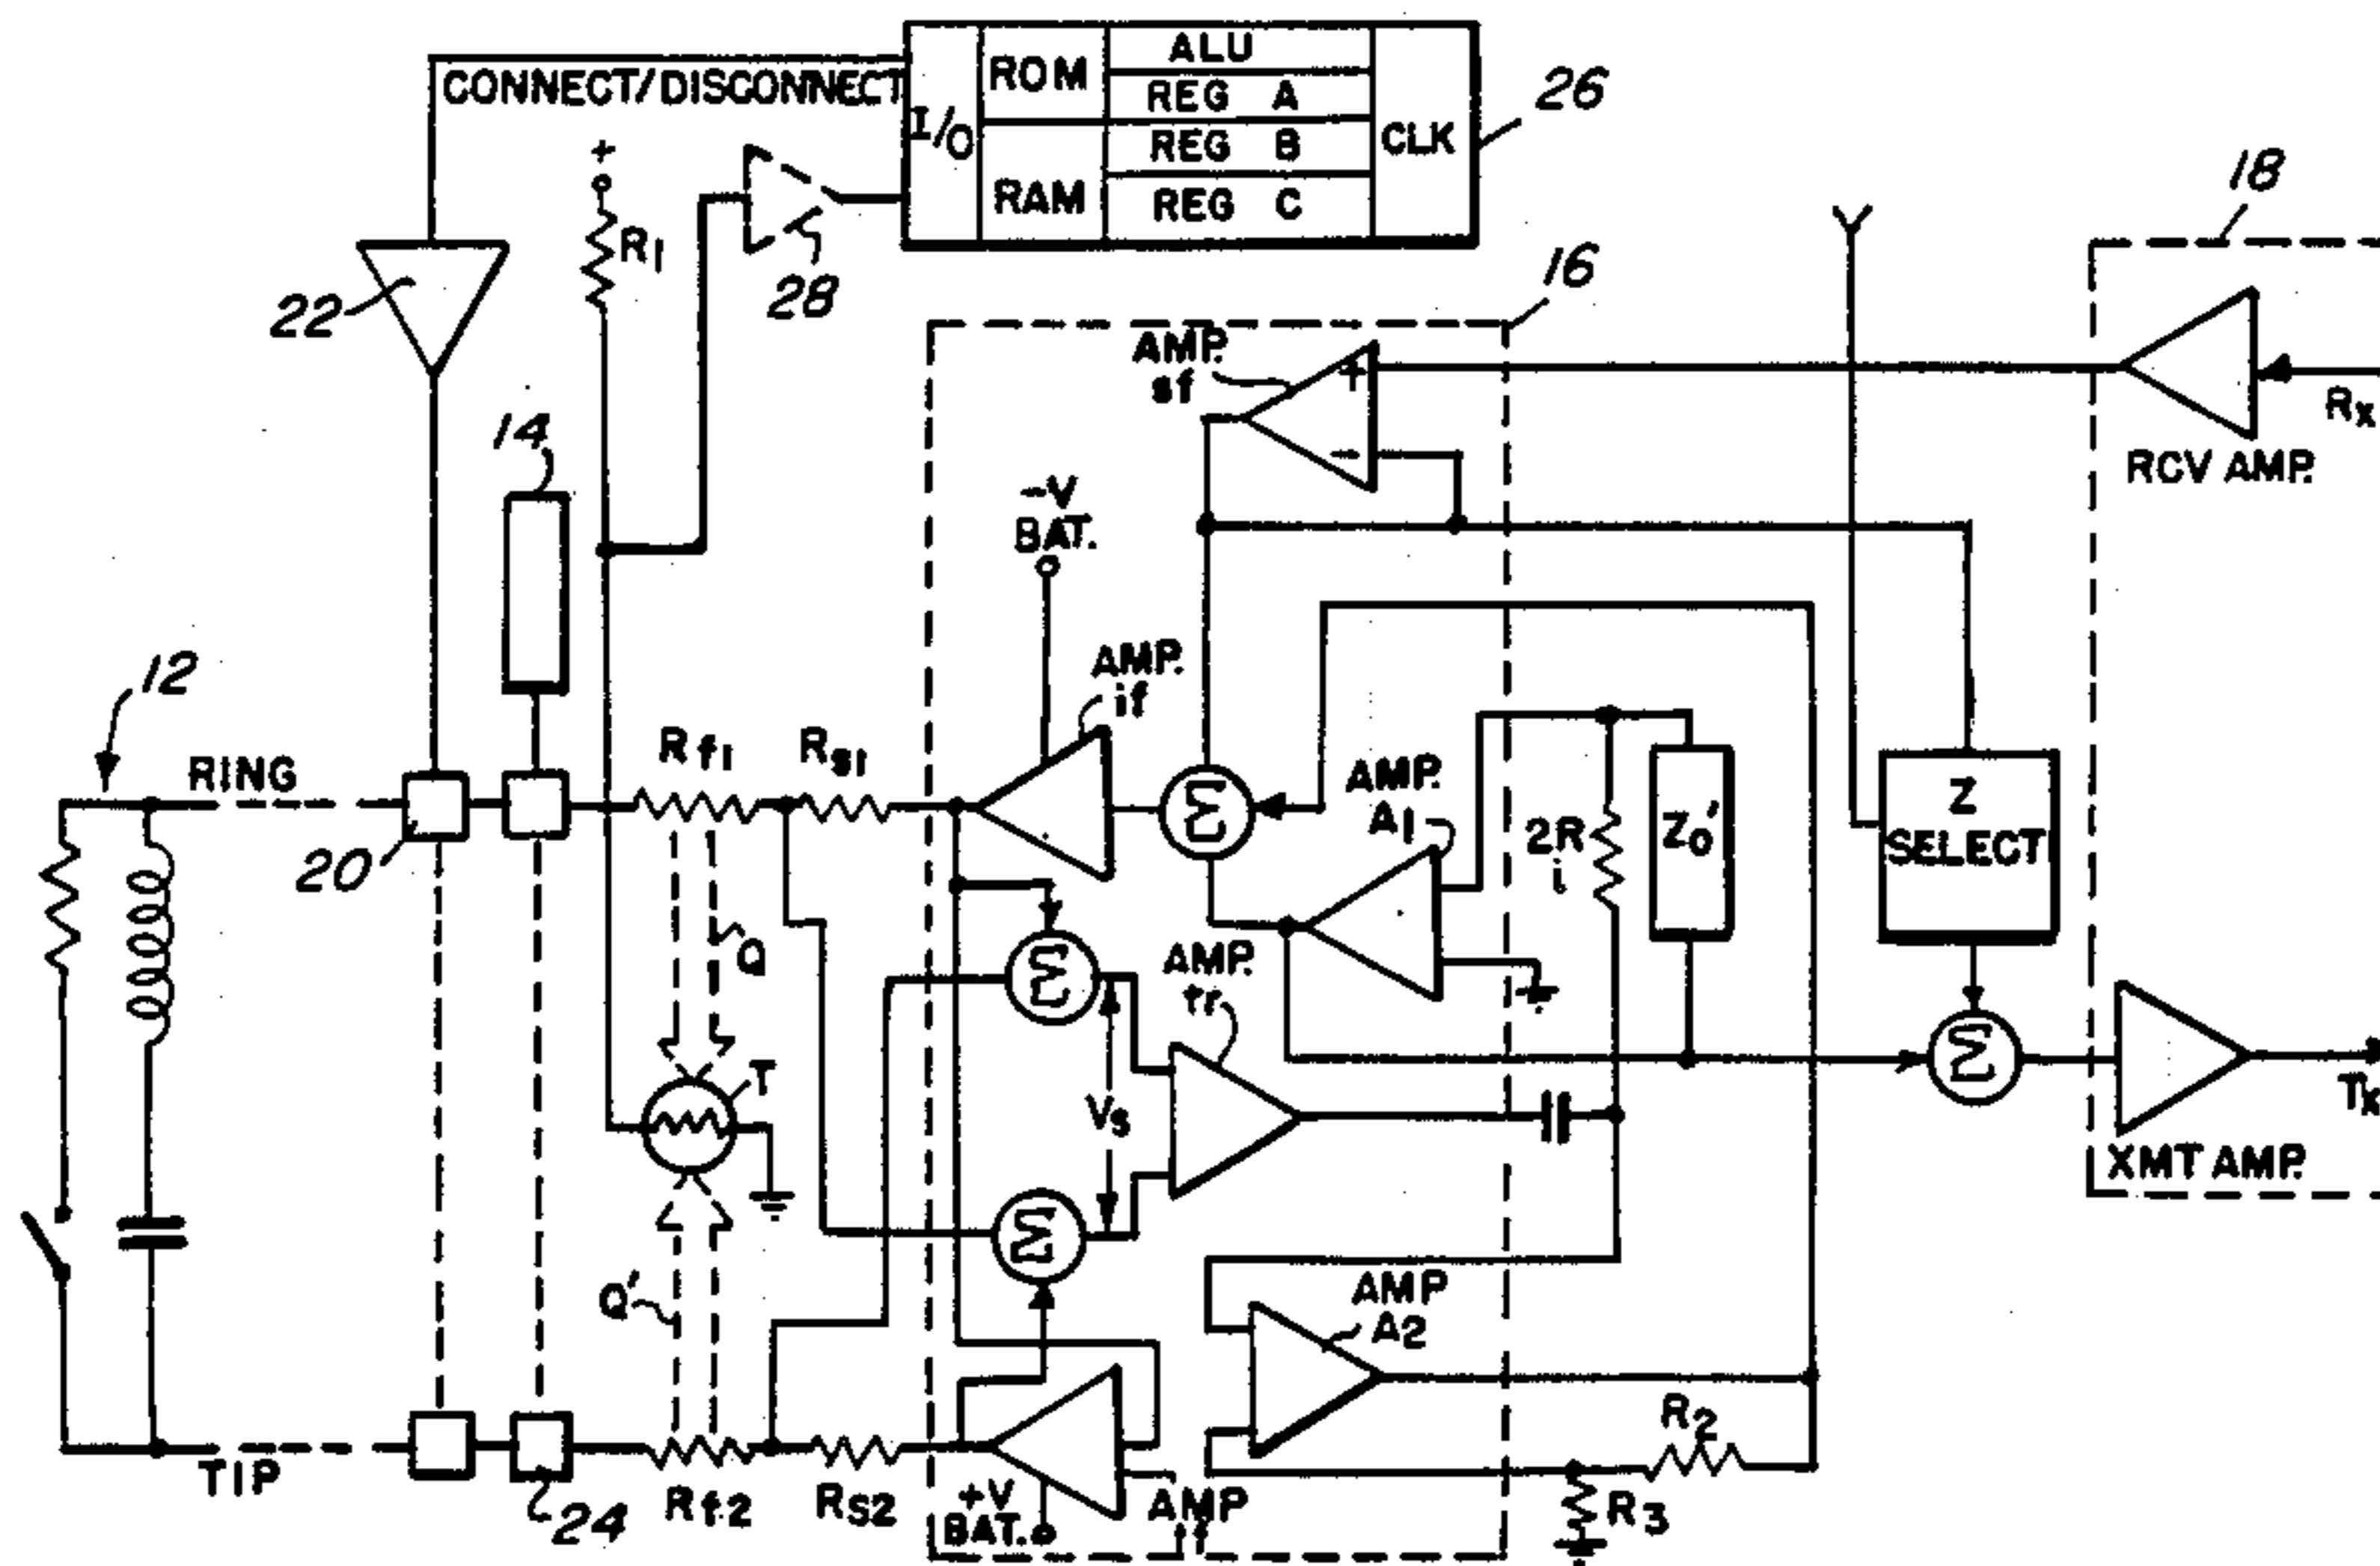 CONNECT/DISCONNECT
I/O
ROM
RAM
ALU
REG A
REG B
REG C
CLK
26
+
R1
28
22
18
16
AMP.
sf
+
-
RCV AMP.
Rx
14
-V
BAT.
12
RING
20
Rf1
RS1
AMP.
if
Σ
AMP.
A1
2R
i
Zo'
Z
SELECT
Q
Σ
AMP.
tr
T
VS
Σ
Σ
Tx
XMT AMP.
Q'
AMP
A2
R2
TIP
24
Rf2
RS2
+V
BAT.
AMP
R3